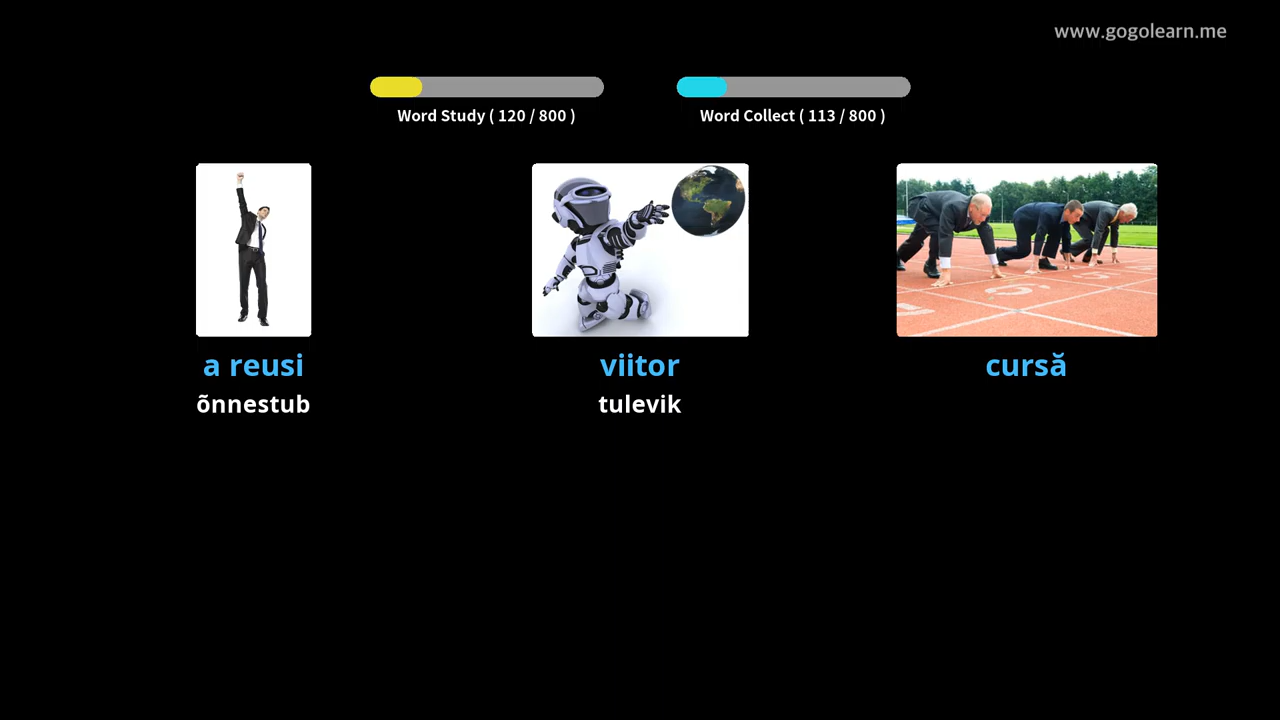 www.gogolearn.me
Word Study ( 120 / 800 )
Word Collect ( 113 / 800 )
a reusi
viitor
cursă
õnnestub
tulevik